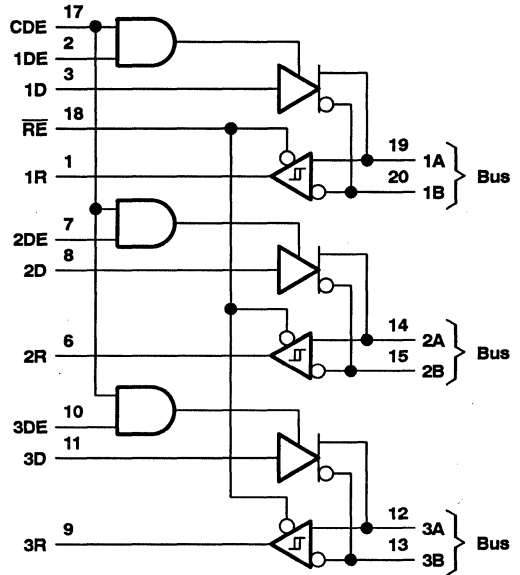 CDE 17
1DE 2
1D 3
RE 18
19 1A
1R 1
20 1B
Bus
2DE 7
2D 8
14 2A
2R 6
15 2B
Bus
3DE 10
3D 11
12 3A
3R 9
13 3B
Bus